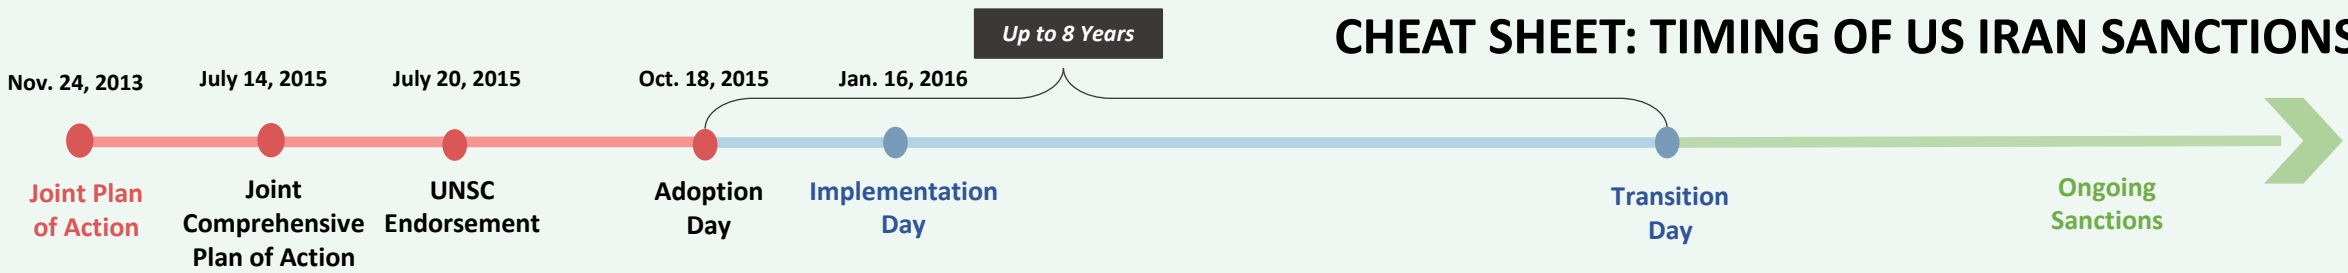 CHEAT SHEET: TIMING OF US IRAN SANCTIONS
Up to 8 Years
Nov. 24, 2013
July 14, 2015
July 20, 2015
Oct. 18, 2015
Jan. 16, 2016
Joint Plan
of Action
Joint
Comprehensive
Plan of Action
UNSC
Endorsement
Adoption
Day
Implementation
Day
Transition
Day
Ongoing
Sanctions